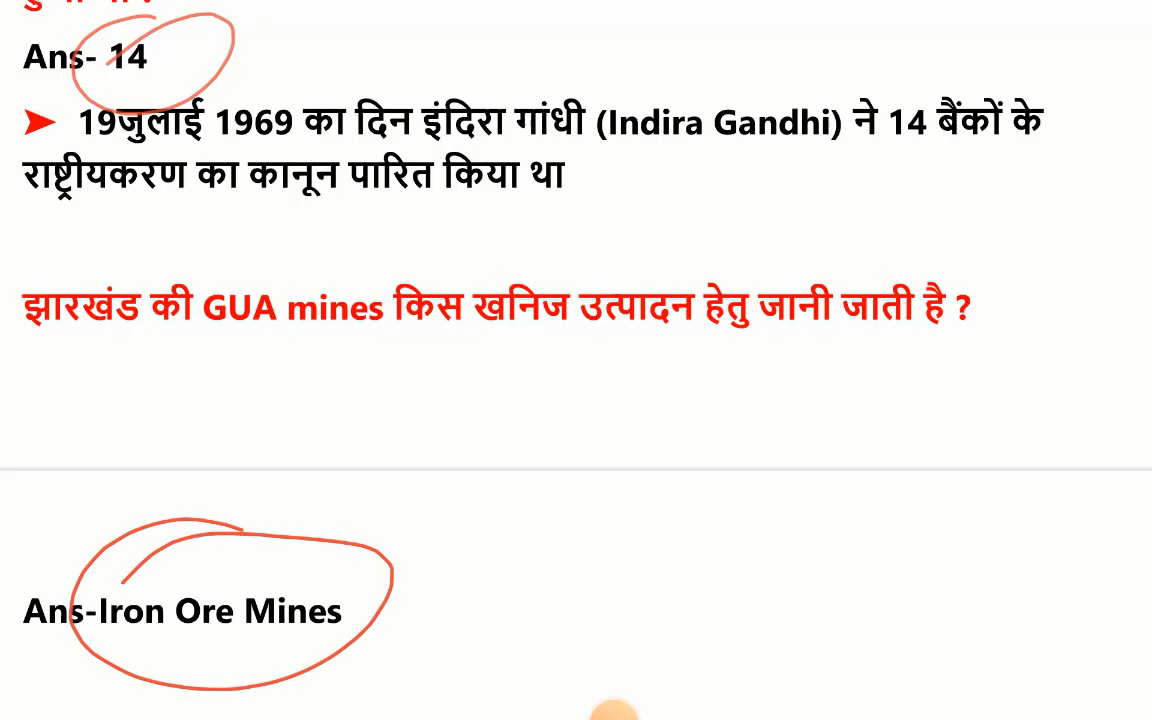 Ans- 14
➤ 19जुलाई 1969 का दिन इंदिरा गांधी (Indira Gandhi) ने 14 बैंकों के
राष्ट्रीयकरण का कानून पारित किया था
झारखंड की GUA mines किस खनिज उत्पादन हेतु जानी जाती है ?
Ans-Iron Ore Mines